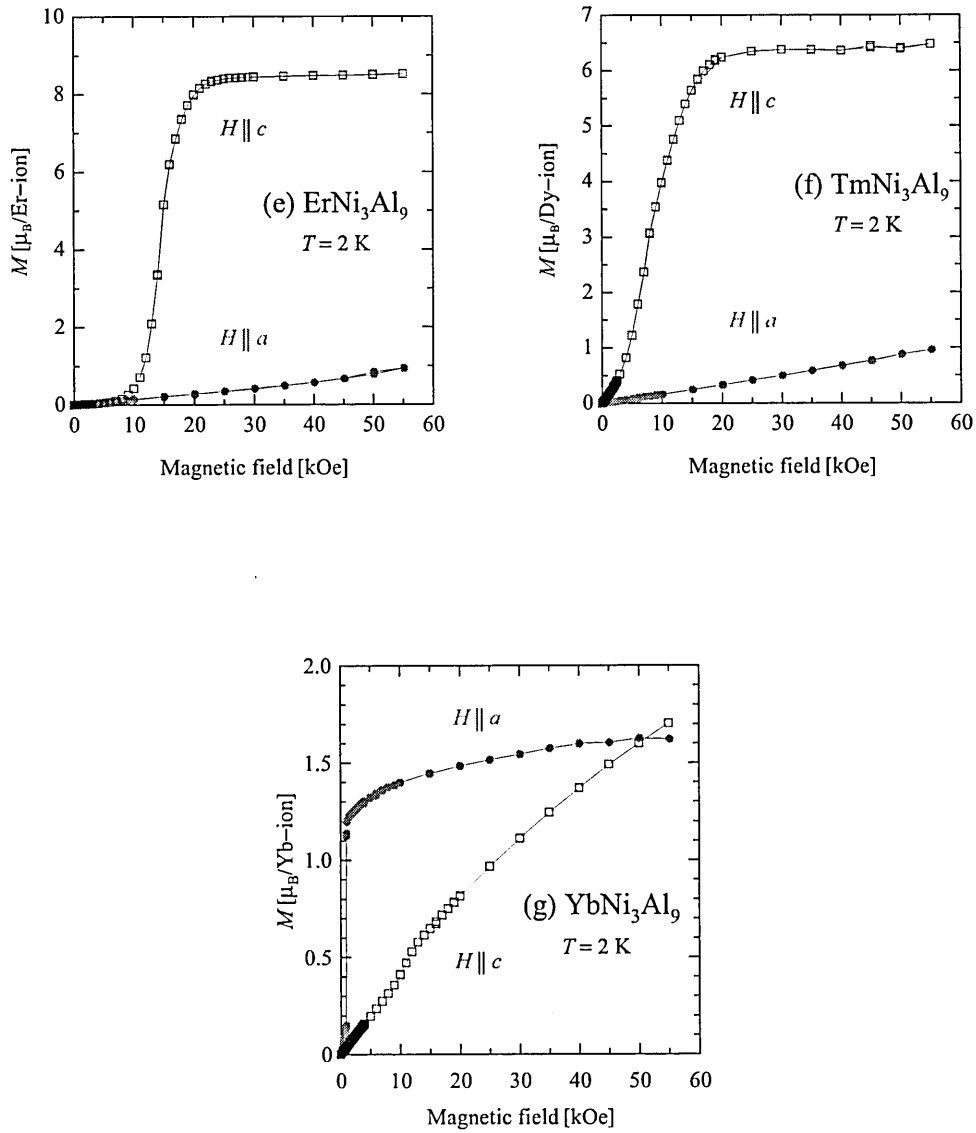 10
8
6
4
2
0
M [μB/Er–ion]
H || c
(e) ErNi3Al9
T = 2 K
H || a
0 10 20 30 40 50 60
Magnetic field [kOe]
7
6
5
4
3
2
1
0
M [μB/Dy–ion]
H || c
(f) TmNi3Al9
T = 2 K
H || a
0 10 20 30 40 50 60
Magnetic field [kOe]
2.0
1.5
1.0
0.5
0
M [μB/Yb–ion]
H || a
(g) YbNi3Al9
H || c
T = 2 K
0 10 20 30 40 50 60
Magnetic field [kOe]